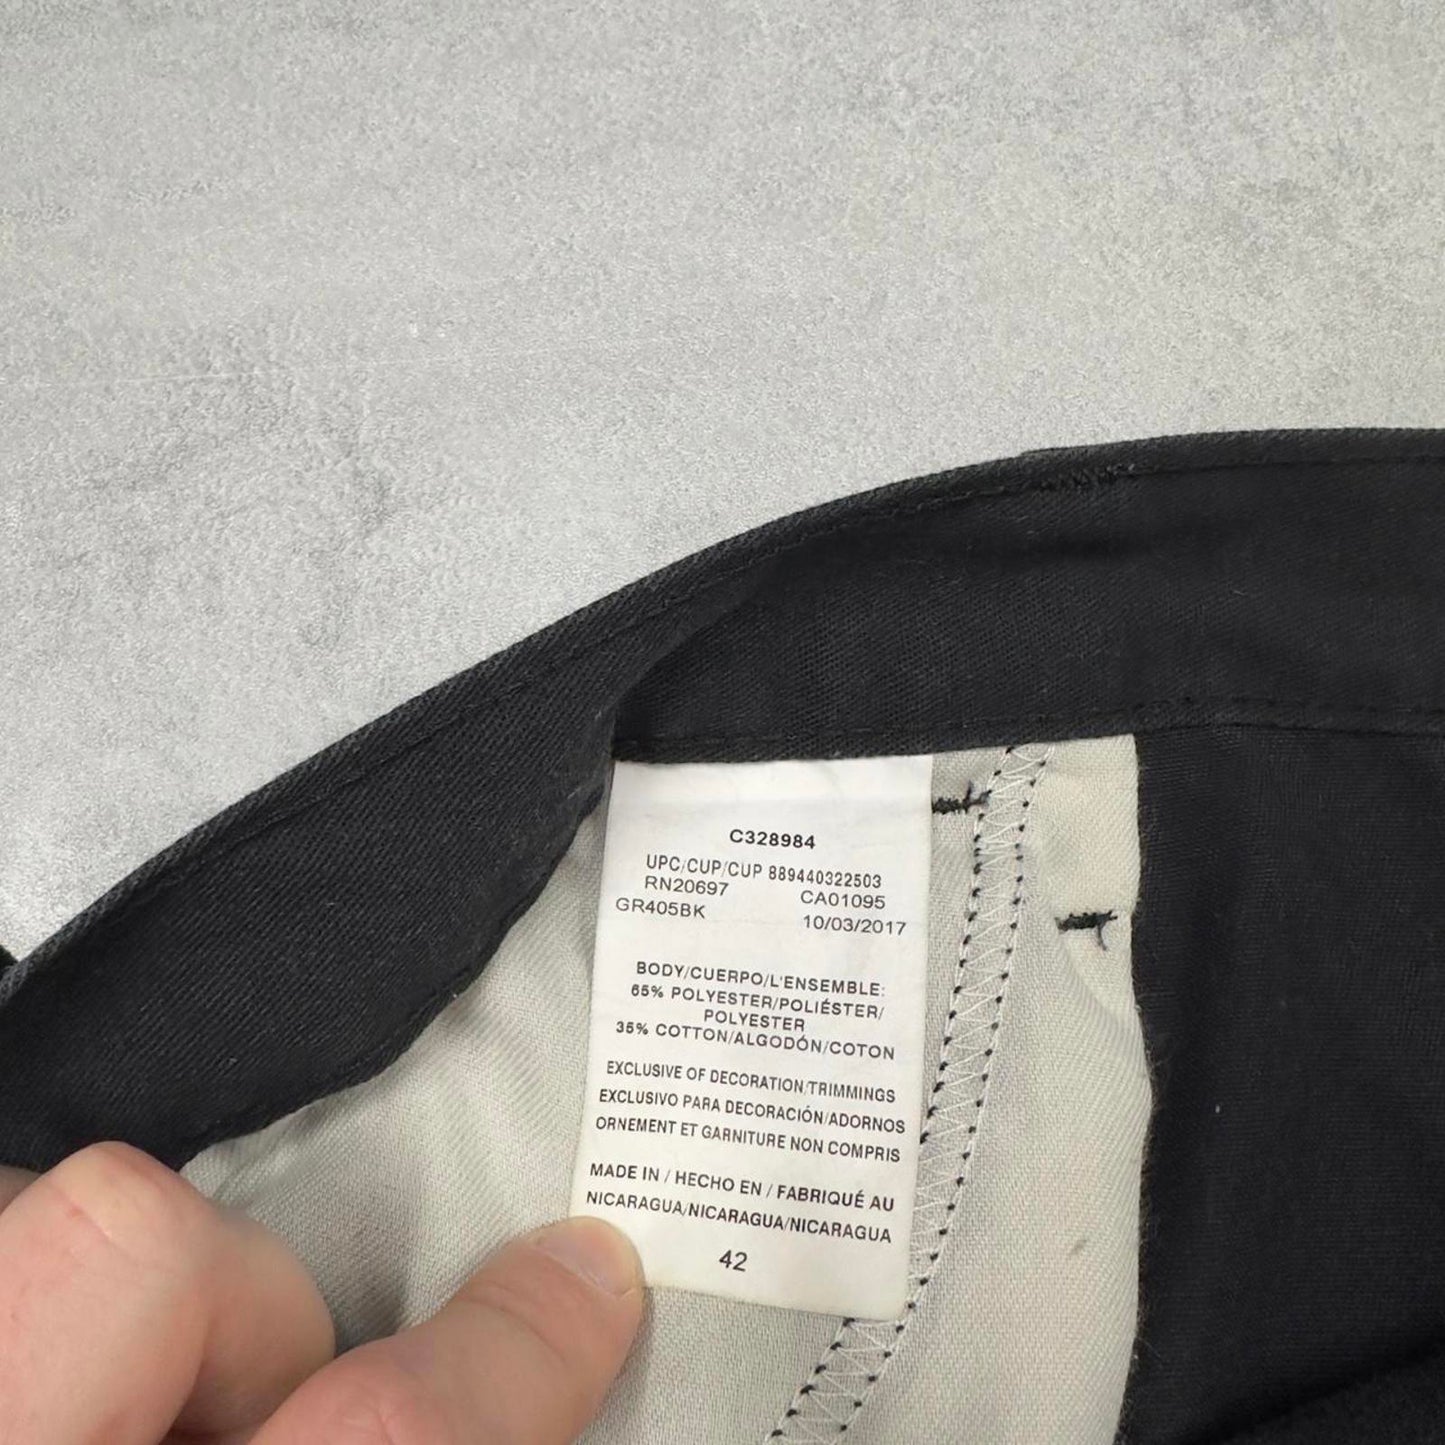 C328984
UPC/CUP/CUP 889440322503
RN20697 CA01095
GR405BK 10/03/2017
BODY/CUERPO/L'ENSEMBLE:
65% POLYESTER/POLIÉSTER/
POLYESTER
35% COTTON/ALGODÓN/COTON
EXCLUSIVE OF DECORATION/TRIMMINGS
EXCLUSIVO PARA DECORACIÓN/ADORNOS
ORNEMENT ET GARNITURE NON COMPRIS
MADE IN / HECHO EN / FABRIQUÉ AU
NICARAGUA/NICARAGUA/NICARAGUA
42